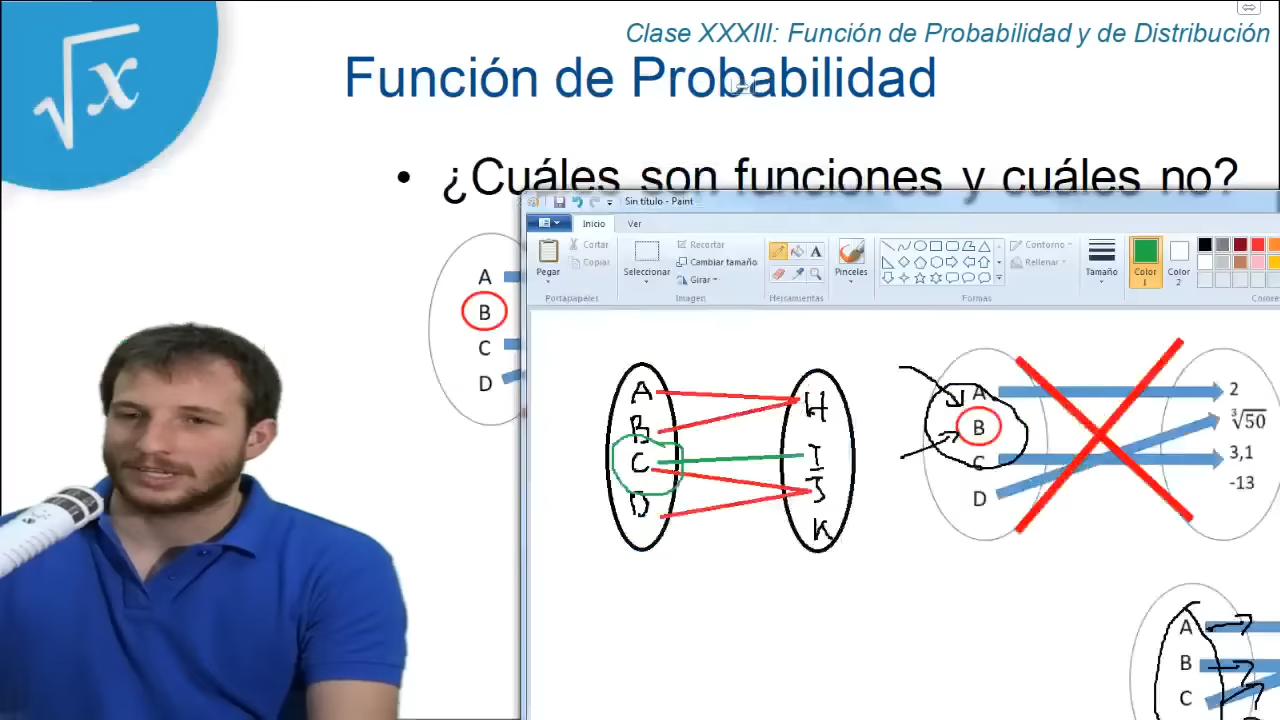 Clase XXXIII: Función de Probabilidad y de Distribución
√x
Función de Probabilidad
• ¿Cuáles son funciones y cuáles no?
A
B
C
D
Sin título - Paint
Inicio
Ver
Pegar
Cortar
Copiar
Portapapeles
Seleccionar
Recortar
Cambiar tamaño
Girar
Imagen
A
Herramientas
Pinceles
Formas
Contorno
Rellenar
Tamaño
Color
1
Color
2
Colores
A
B
C
D
H
I
J
K
A
B
C
D
2
∛50
3,1
-13
A
B
C